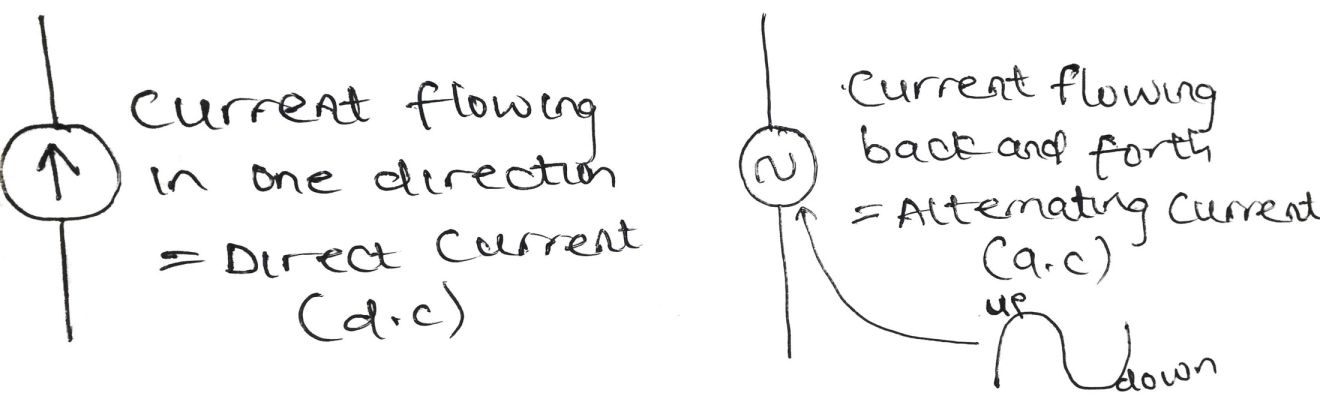 Current flowing
in one direction
= Direct Current
(d.c)
Current flowing
back and forth
= Alternating Current
(a.c)
up
down